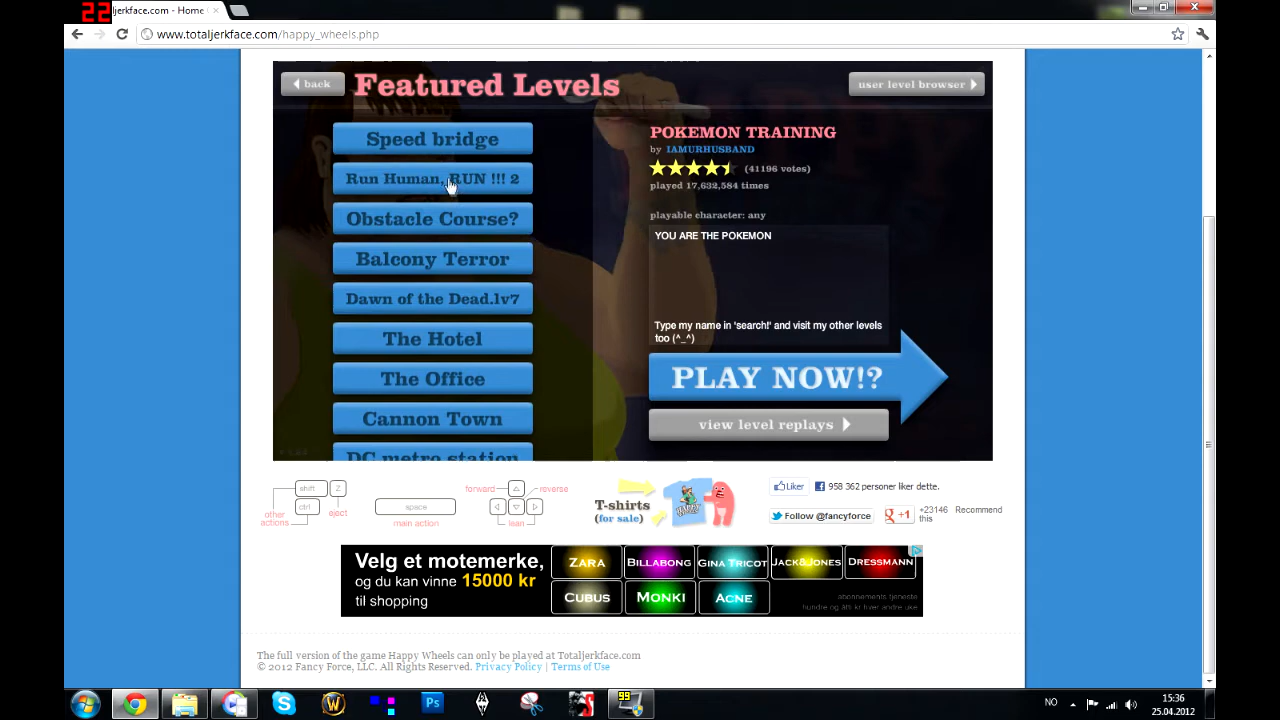 22
jerkface.com - Home
www.totaljerkface.com/happy_wheels.php
back
Featured Levels
user level browser
Speed bridge
Run Human, RUN !!! 2
Obstacle Course?
Balcony Terror
Dawn of the Dead.lv7
The Hotel
The Office
Cannon Town
DC metro station
POKEMON TRAINING
by IAMURHUSBAND
(41196 votes)
played 17,632,584 times
playable character: any
YOU ARE THE POKEMON
Type my name in 'search!' and visit my other levels
too (^_^)
PLAY NOW!?
view level replays
shift
Z
ctrl
eject
other
actions
space
main action
forward
reverse
lean
T-shirts
(for sale)
Liker
958 362 personer liker dette.
Follow @fancyforce
+1
+23146 Recommend
this
Velg et motemerke,
og du kan vinne 15000 kr
til shopping
ZARA
BILLABONG
GINA TRICOT
JACK&JONES
DRESSMANN
CUBUS
MONKI
ACNE
abonnements tjeneste
The full version of the game Happy Wheels can only be played at Totaljerkface.com
© 2012 Fancy Force, LLC. All Rights Reserved. Privacy Policy | Terms of Use
99
NO
15:36
25.04.2012